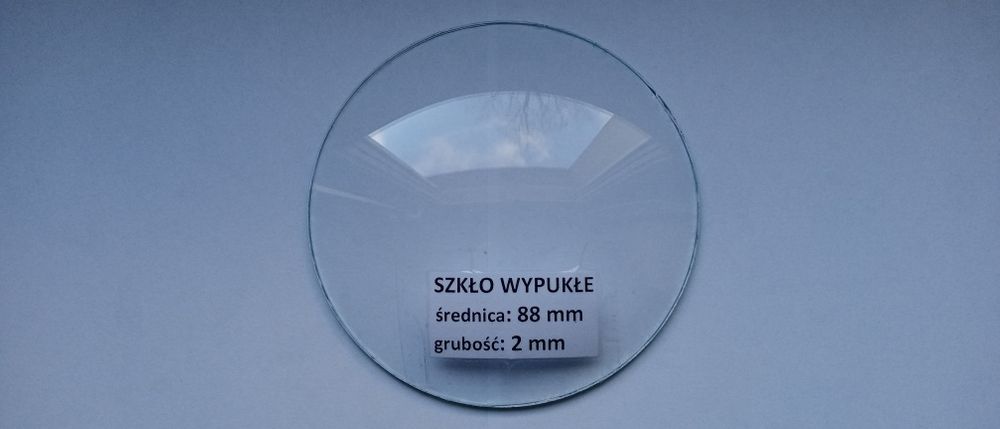 SZKŁO WYPUKŁE
średnica: 88 mm
grubość: 2 mm